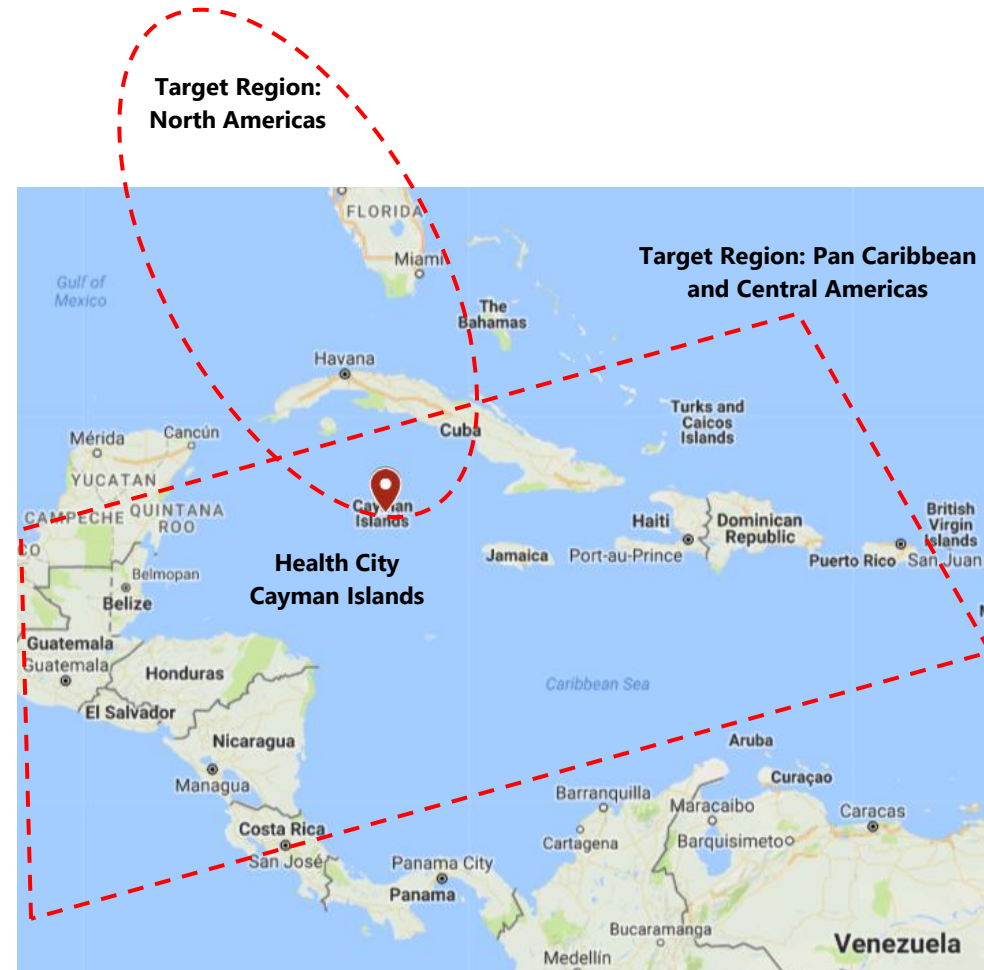 Target Region:
North Americas
FLORIDA
Miami
Target Region: Pan Caribbean
and Central Americas
Gulf of
Mexico
The
Bahamas
Havana
Turks and
Caicos
Islands
Mérida
Cancún
Cuba
YUCATAN
CAMPECHE
QUINTANA
ROO
Cayman
Islands
CO
Haiti
Dominican
Republic
British
Virgin
Islands
Jamaica
Port-au-Prince
Puerto Rico
San Juan
Health City
Cayman Islands
Belmopan
Belize
Guatemala
Guatemala
Honduras
Caribbean Sea
El Salvador
Nicaragua
Aruba
Managua
Curaçao
Barranquilla
Maracaibo
Caracas
Costa Rica
Cartagena
Barquisimeto
San José
Panama City
Panama
Bucaramanga
Venezuela
Medellín